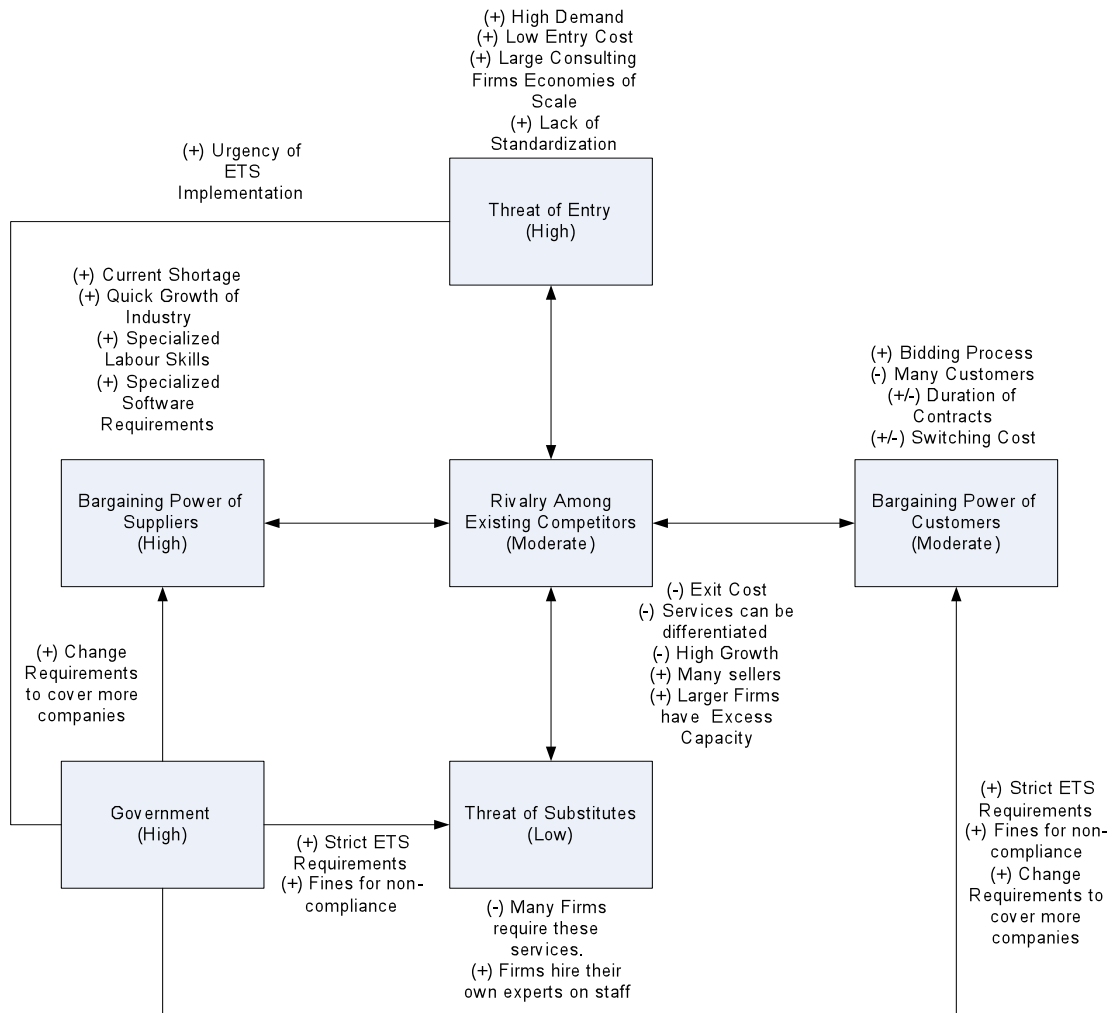 (+) High Demand
(+) Low Entry Cost
(+) Large Consulting
Firms Economies of
Scale
(+) Lack of
Standardization
(+) Urgency of
ETS
Implementation
Threat of Entry
(High)
(+) Current Shortage
(+) Quick Growth of
Industry
(+) Specialized
Labour Skills
(+) Specialized
Software
Requirements
(+) Bidding Process
(-) Many Customers
(+/-) Duration of
Contracts
(+/-) Switching Cost
Bargaining Power of
Suppliers
(High)
Rivalry Among
Existing Competitors
(Moderate)
Bargaining Power of
Customers
(Moderate)
(-) Exit Cost
(-) Services can be
differentiated
(-) High Growth
(+) Many sellers
(+) Larger Firms
have Excess
Capacity
(+) Change
Requirements
to cover more
companies
Government
(High)
(+) Strict ETS
Requirements
(+) Fines for non-
compliance
Threat of Substitutes
(Low)
(-) Many Firms
require these
services.
(+) Firms hire their
own experts on staff
(+) Strict ETS
Requirements
(+) Fines for non-
compliance
(+) Change
Requirements to
cover more
companies